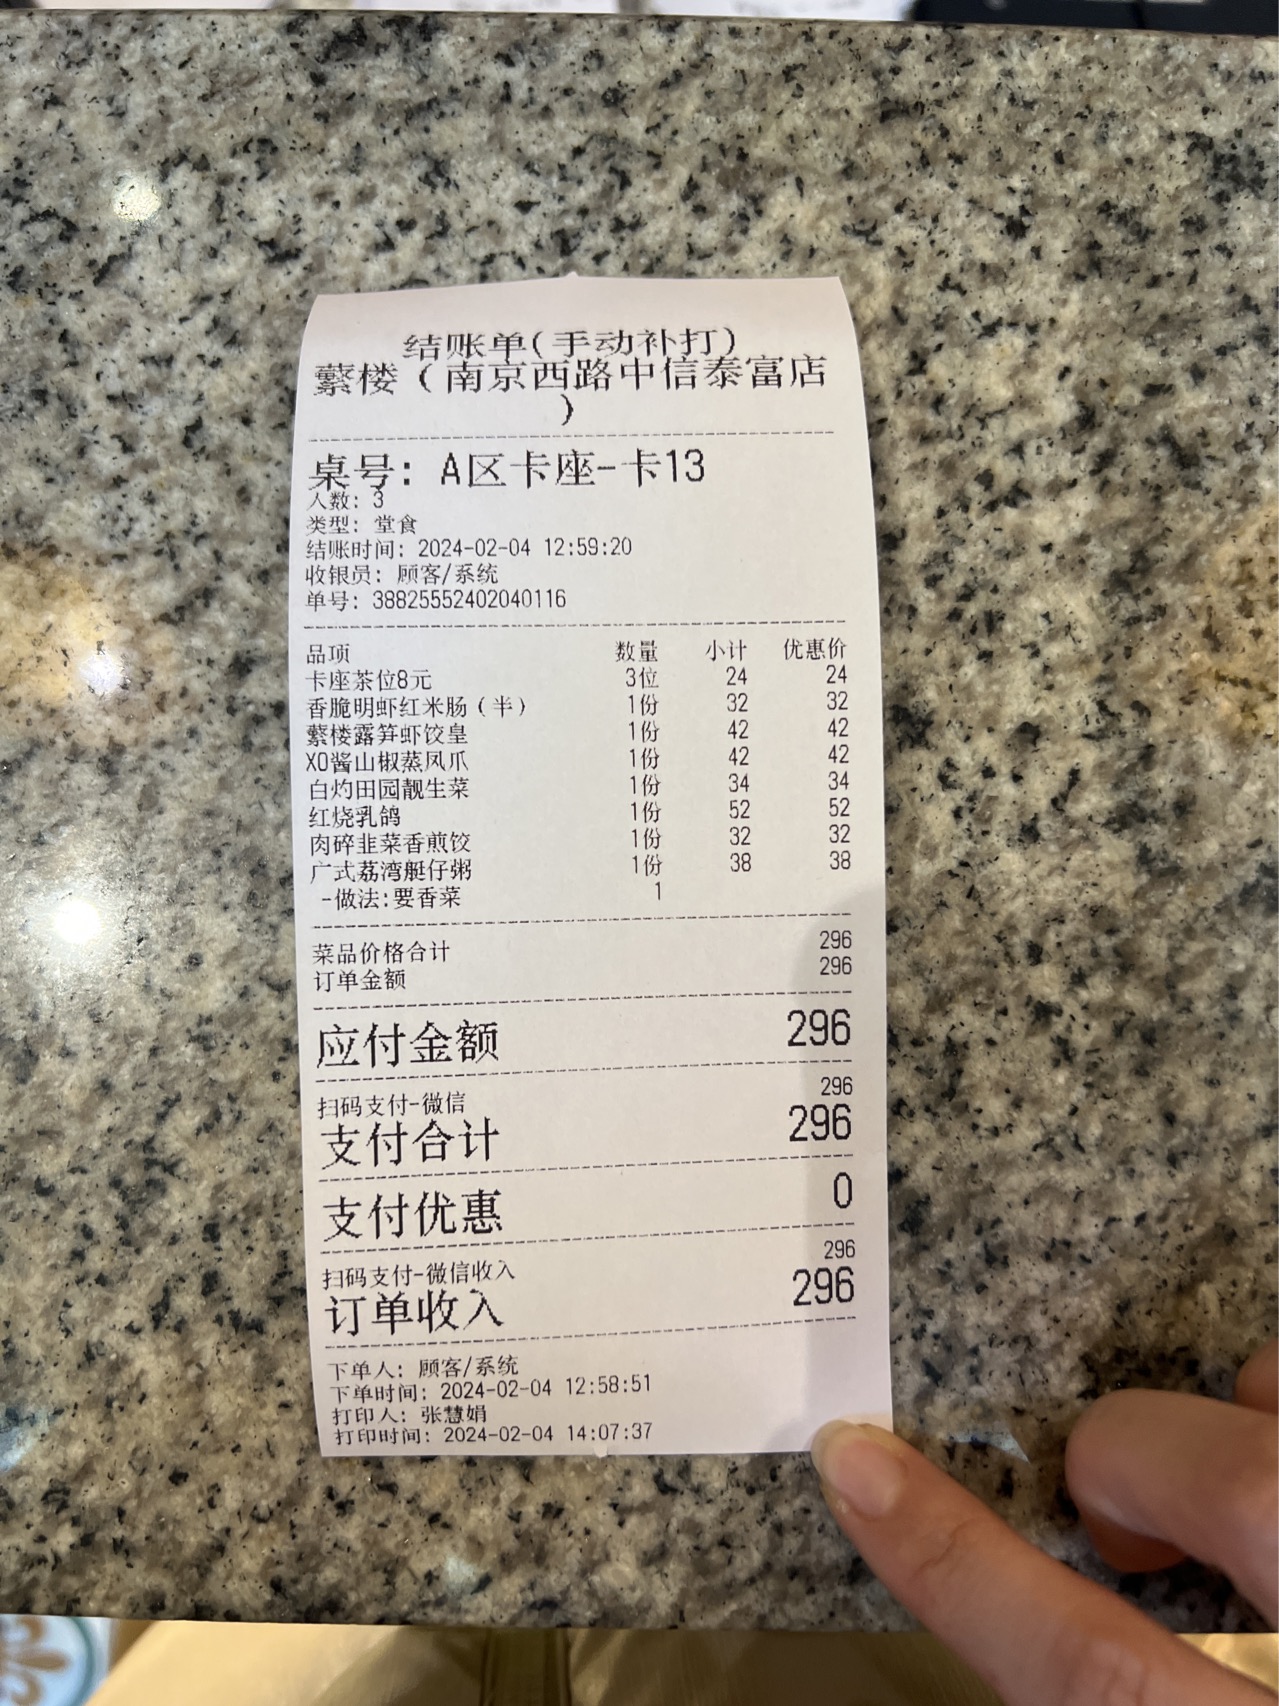 结账单(手动补打)
蘩楼（南京西路中信泰富店
）
桌号: A区卡座-卡13
人数: 3
类型: 堂食
结账时间: 2024-02-04 12:59:20
收银员: 顾客/系统
单号: 38825552402040116
品项 数量 小计 优惠价
卡座茶位8元 3位 24 24
香脆明虾红米肠（半） 1份 32 32
蘩楼露笋虾饺皇 1份 42 42
XO酱山椒蒸凤爪 1份 42 42
白灼田园靓生菜 1份 34 34
红烧乳鸽 1份 52 52
肉碎韭菜香煎饺 1份 32 32
广式荔湾艇仔粥 1份 38 38
-做法:要香菜 1
菜品价格合计 296
订单金额 296
应付金额 296
扫码支付-微信 296
支付合计 296
支付优惠 0
扫码支付-微信收入 296
订单收入 296
下单人: 顾客/系统
下单时间: 2024-02-04 12:58:51
打印人: 张慧娟
打印时间: 2024-02-04 14:07:37